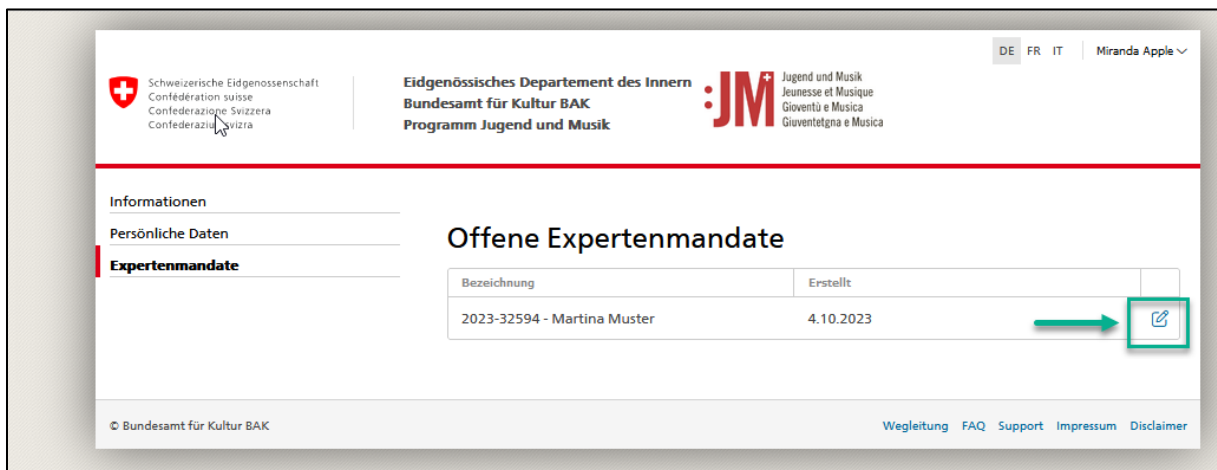 DE FR IT Miranda Apple
Schweizerische Eidgenossenschaft
Confédération suisse
Confederazione Svizzera
Confederaziun svizra
Eidgenössisches Departement des Innern
Bundesamt für Kultur BAK
Programm Jugend und Musik
:JM
Jugend und Musik
Jeunesse et Musique
Gioventù e Musica
Giuventetgna e Musica
Informationen
Persönliche Daten
Expertenmandate
Offene Expertenmandate
Bezeichnung Erstellt
2023-32594 - Martina Muster 4.10.2023
© Bundesamt für Kultur BAK
Wegleitung FAQ Support Impressum Disclaimer